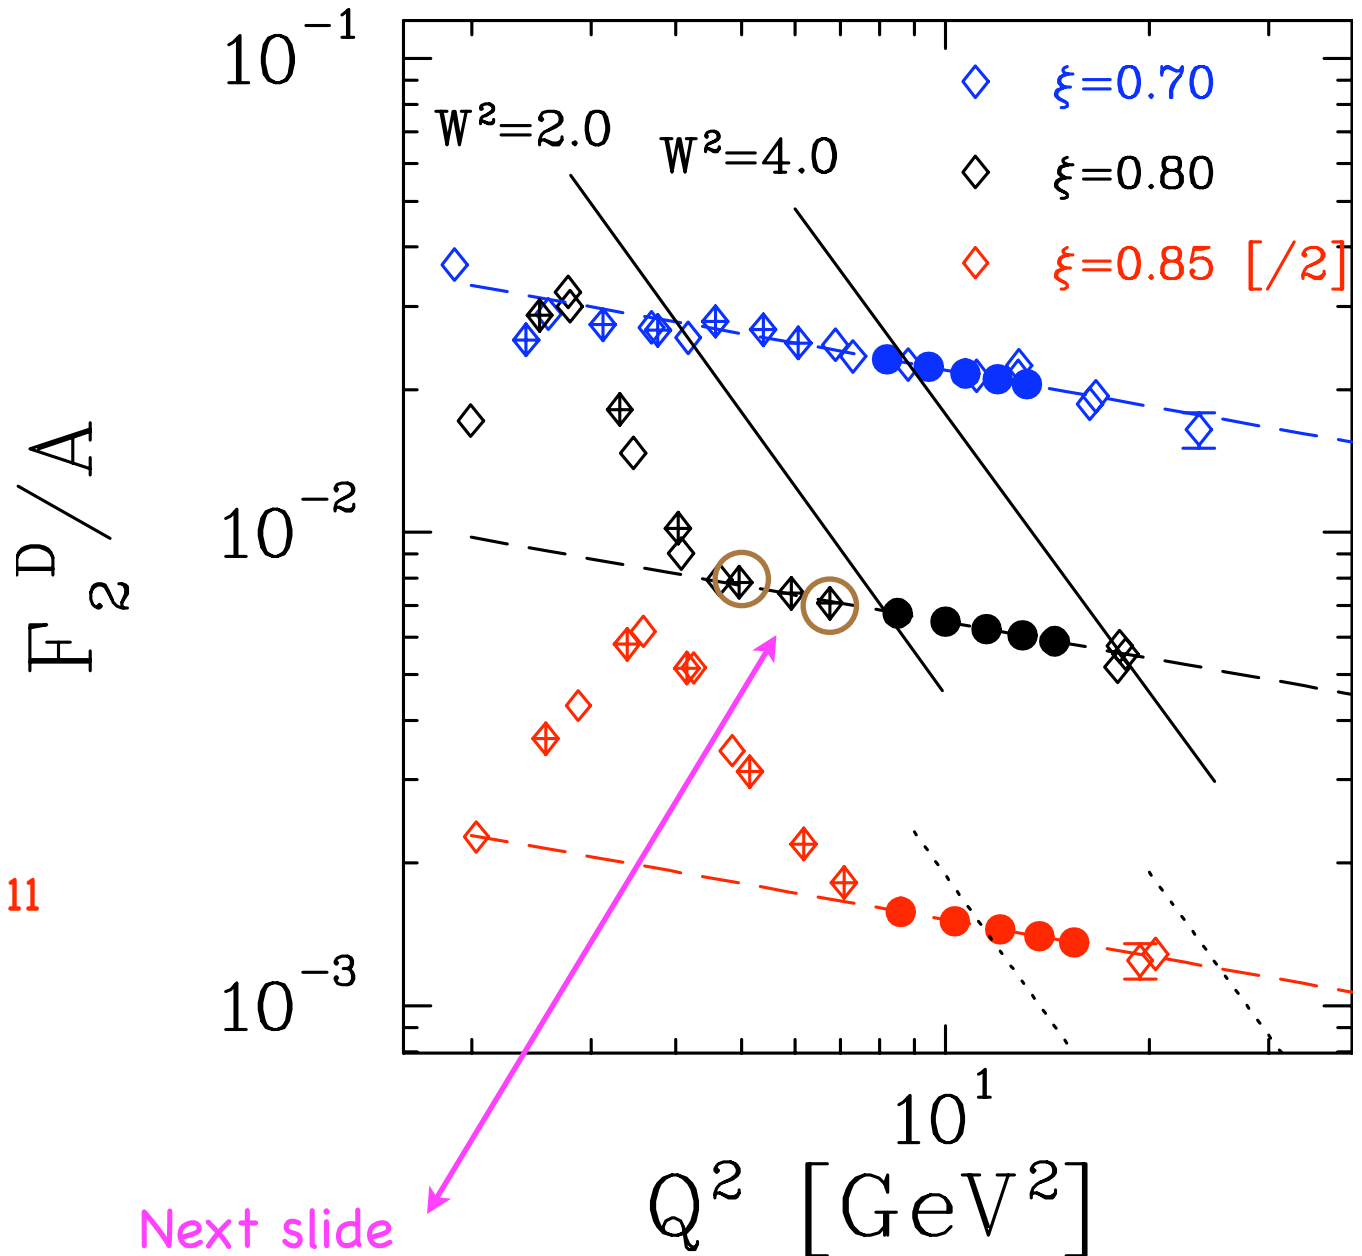 10⁻¹
ξ=0.70
W²=2.0
W²=4.0
ξ=0.80
ξ=0.85 [/2]
F₂ᴰ/A
10⁻²
11
10⁻³
10¹
Q² [GeV²]
Next slide